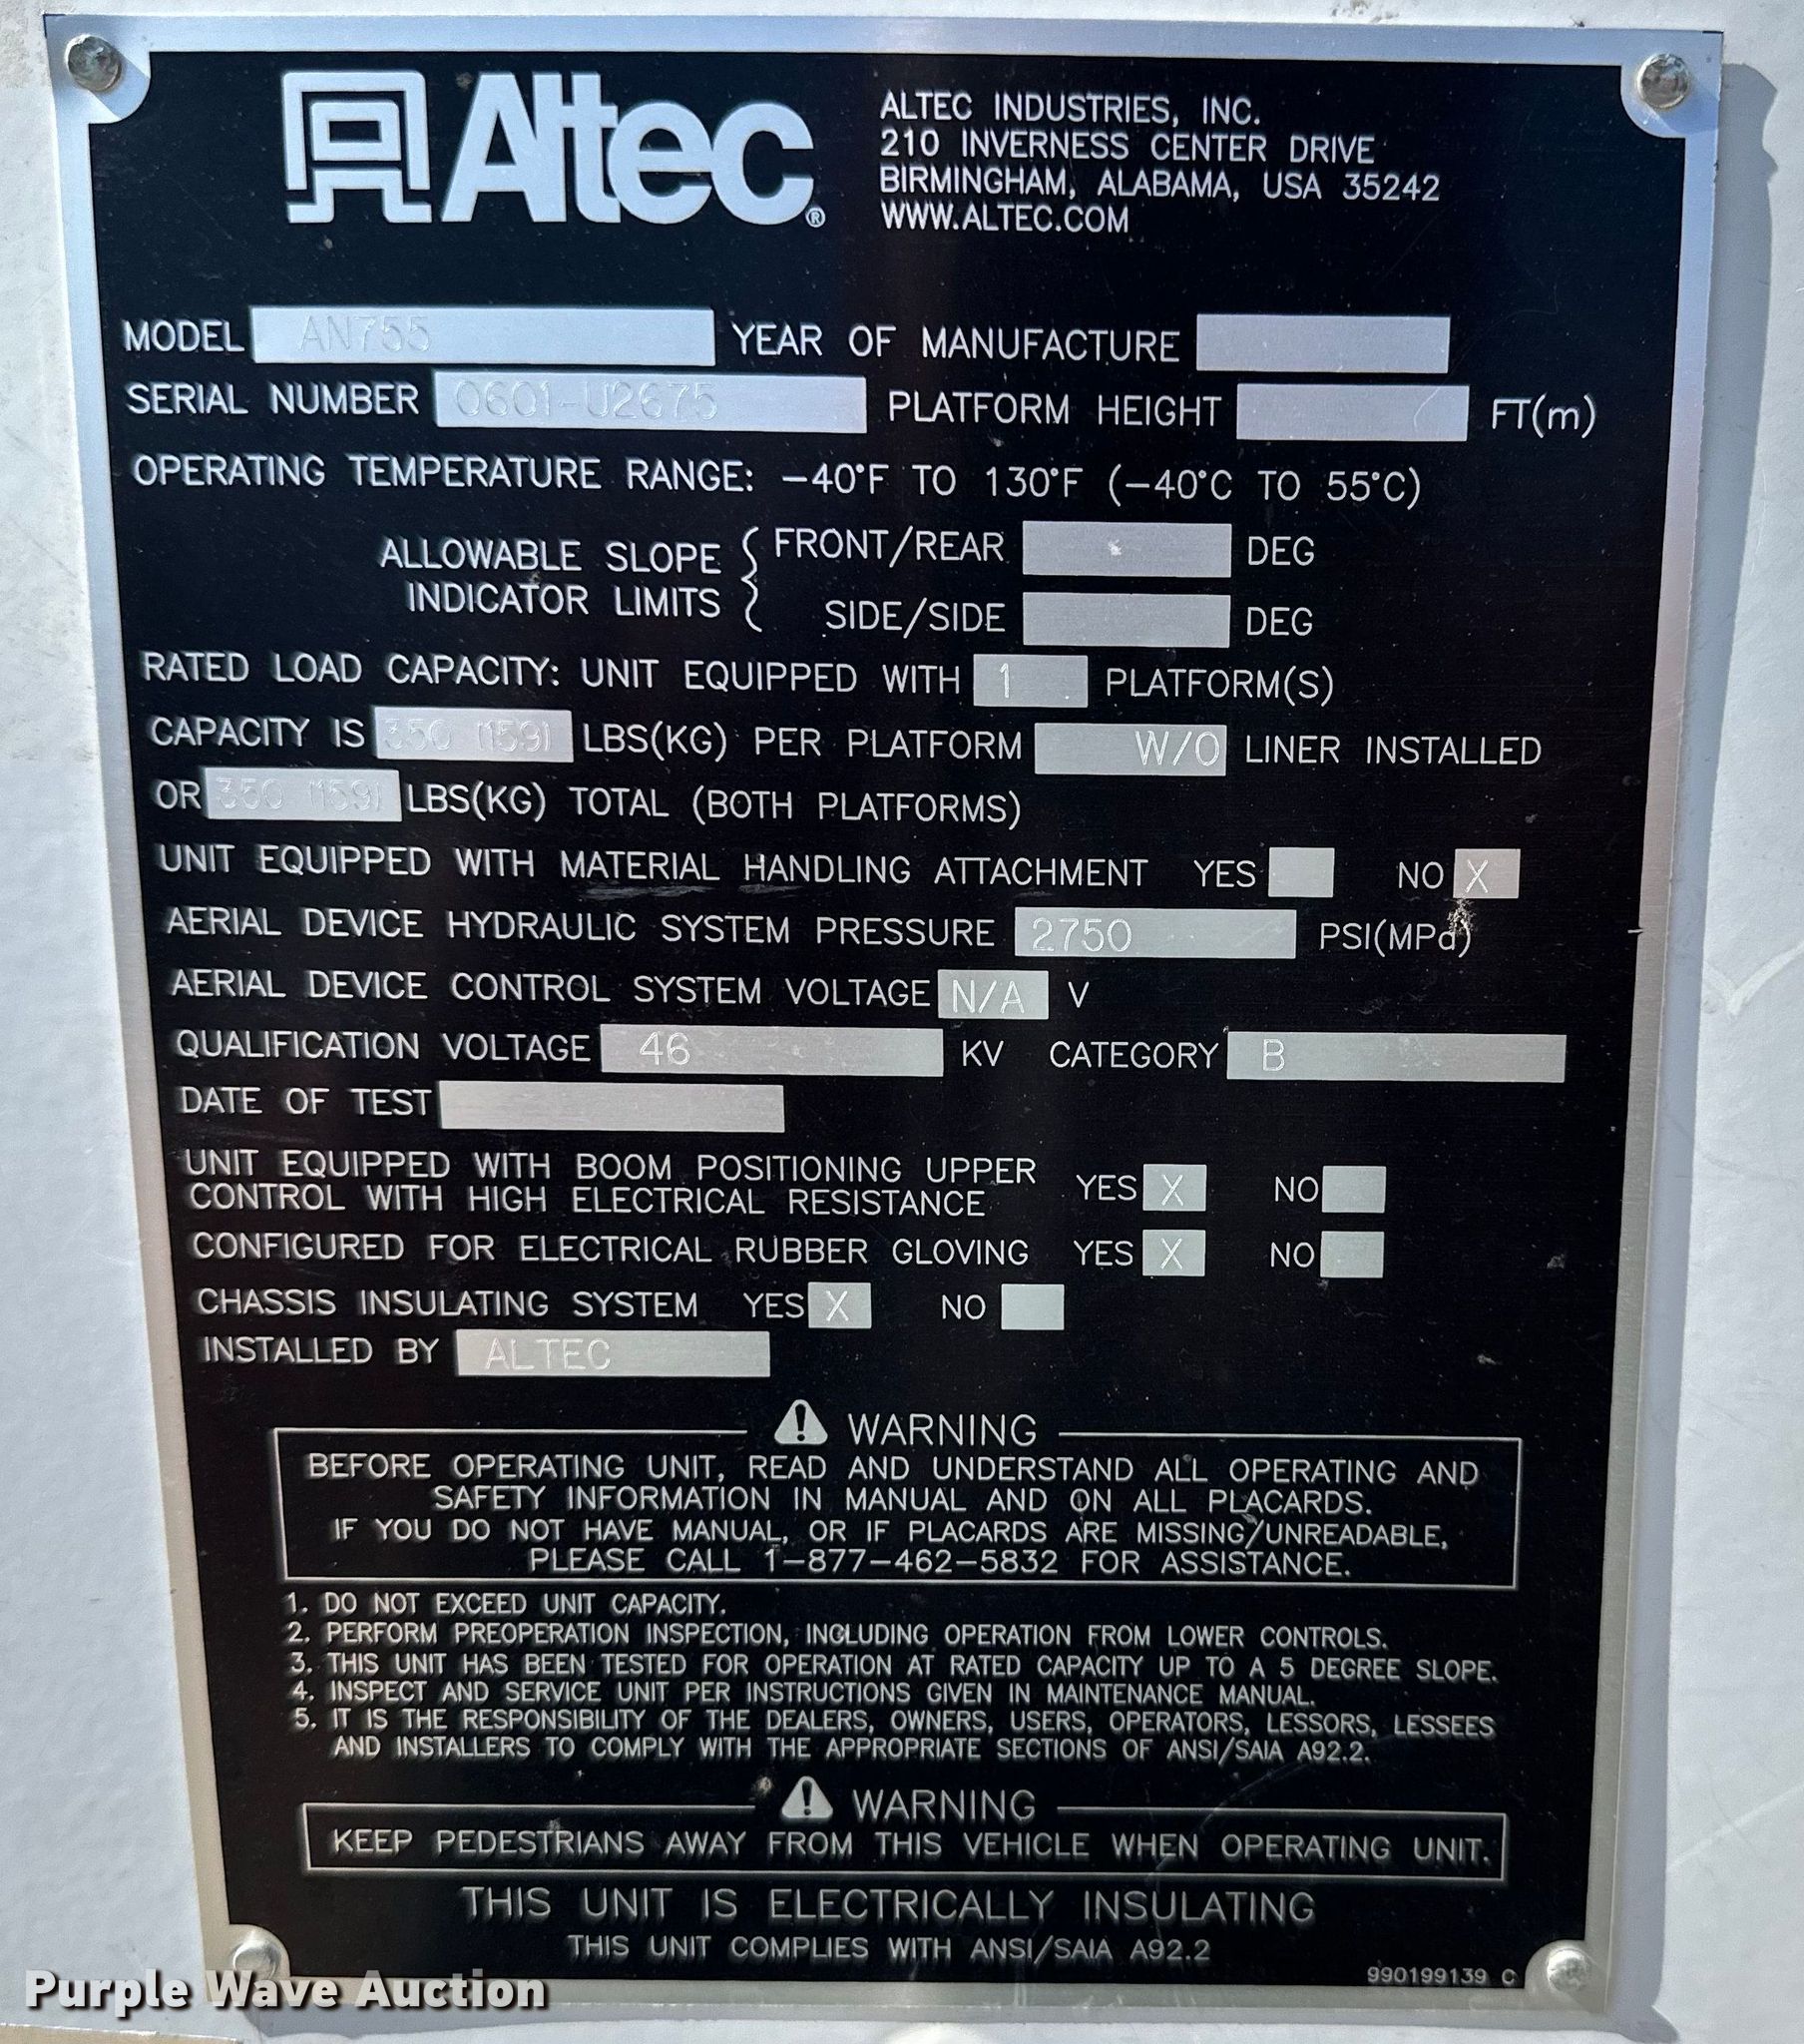 Altec®
ALTEC INDUSTRIES, INC.
210 INVERNESS CENTER DRIVE
BIRMINGHAM, ALABAMA, USA 35242
WWW.ALTEC.COM
MODEL AN755 YEAR OF MANUFACTURE
SERIAL NUMBER 0601-U2675 PLATFORM HEIGHT FT(m)
OPERATING TEMPERATURE RANGE: -40°F TO 130°F (-40°C TO 55°C)
ALLOWABLE SLOPE INDICATOR LIMITS { FRONT/REAR DEG
SIDE/SIDE DEG
RATED LOAD CAPACITY: UNIT EQUIPPED WITH 1 PLATFORM(S)
CAPACITY IS 350 (159) LBS(KG) PER PLATFORM W/O LINER INSTALLED
OR 350 (159) LBS(KG) TOTAL (BOTH PLATFORMS)
UNIT EQUIPPED WITH MATERIAL HANDLING ATTACHMENT YES NO X
AERIAL DEVICE HYDRAULIC SYSTEM PRESSURE 2750 PSI(MPa)
AERIAL DEVICE CONTROL SYSTEM VOLTAGE N/A V
QUALIFICATION VOLTAGE 46 KV CATEGORY B
DATE OF TEST
UNIT EQUIPPED WITH BOOM POSITIONING UPPER
CONTROL WITH HIGH ELECTRICAL RESISTANCE YES X NO
CONFIGURED FOR ELECTRICAL RUBBER GLOVING YES X NO
CHASSIS INSULATING SYSTEM YES X NO
INSTALLED BY ALTEC
WARNING
BEFORE OPERATING UNIT, READ AND UNDERSTAND ALL OPERATING AND
SAFETY INFORMATION IN MANUAL AND ON ALL PLACARDS.
IF YOU DO NOT HAVE MANUAL, OR IF PLACARDS ARE MISSING/UNREADABLE,
PLEASE CALL 1-877-462-5832 FOR ASSISTANCE.
1. DO NOT EXCEED UNIT CAPACITY.
2. PERFORM PREOPERATION INSPECTION, INCLUDING OPERATION FROM LOWER CONTROLS.
3. THIS UNIT HAS BEEN TESTED FOR OPERATION AT RATED CAPACITY UP TO A 5 DEGREE SLOPE.
4. INSPECT AND SERVICE UNIT PER INSTRUCTIONS GIVEN IN MAINTENANCE MANUAL.
5. IT IS THE RESPONSIBILITY OF THE DEALERS, OWNERS, USERS, OPERATORS, LESSORS, LESSEES
AND INSTALLERS TO COMPLY WITH THE APPROPRIATE SECTIONS OF ANSI/SAIA A92.2.
WARNING
KEEP PEDESTRIANS AWAY FROM THIS VEHICLE WHEN OPERATING UNIT.
THIS UNIT IS ELECTRICALLY INSULATING
THIS UNIT COMPLIES WITH ANSI/SAIA A92.2
990199139 C
Purple Wave Auction